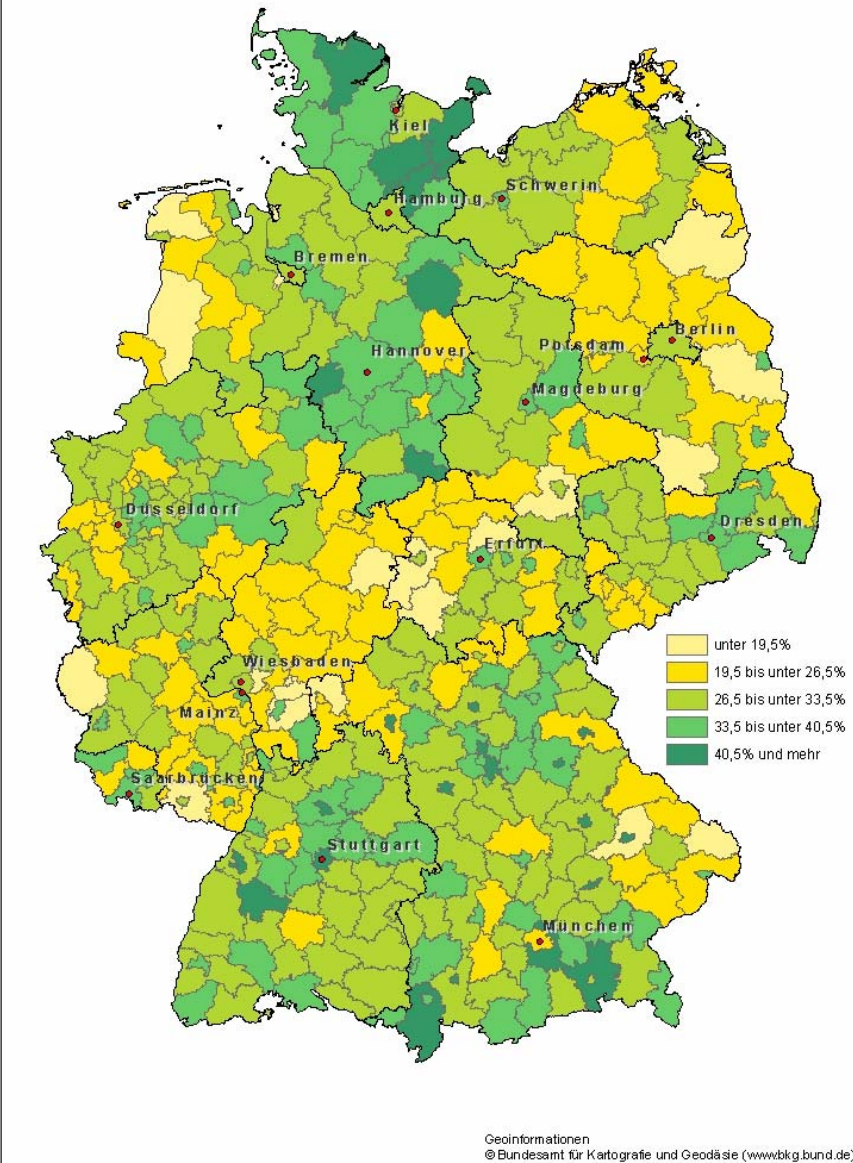 Kiel
Schwerin
Hamburg
Bremen
Berlin
Potsdam
Hannover
Magdeburg
Düsseldorf
Dresden
Erfurt
Wiesbaden
Mainz
Saarbrücken
Stuttgart
München
unter 19,5%
19,5 bis unter 26,5%
26,5 bis unter 33,5%
33,5 bis unter 40,5%
40,5% und mehr
Geoinformationen
© Bundesamt für Kartografie und Geodäsie (www.bkg.bund.de)